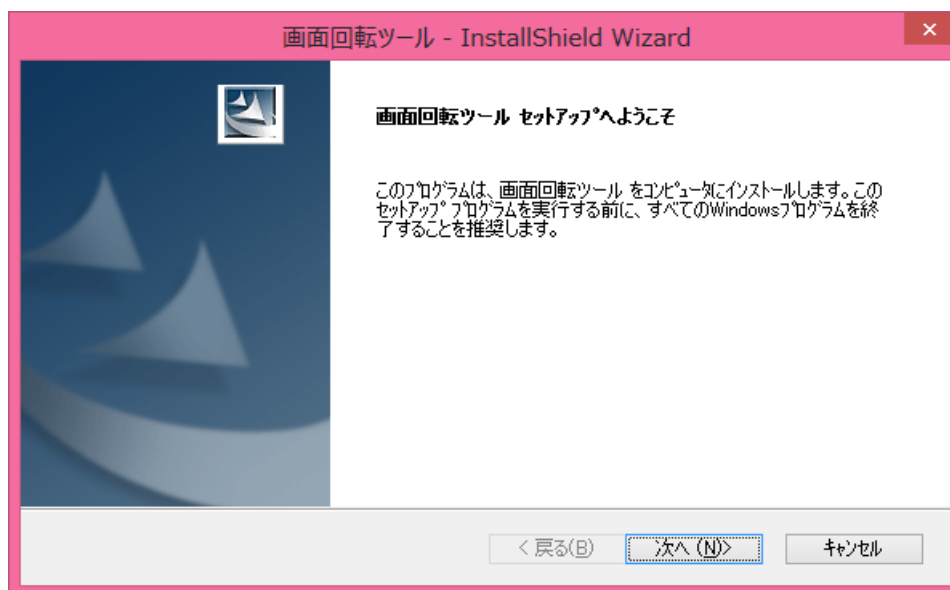 画面回転ツール - InstallShield Wizard
画面回転ツール ｾｯﾄｱｯﾌﾟへようこそ
このﾌﾟﾛｸﾞﾗﾑは、画面回転ツール をｺﾝﾋﾟｭｰﾀにｲﾝｽﾄｰﾙします。この
ｾｯﾄｱｯﾌﾟ ﾌﾟﾛｸﾞﾗﾑを実行する前に、すべてのWindowsﾌﾟﾛｸﾞﾗﾑを終
了することを推奨します。
< 戻る(B)
次へ (N)>
ｷｬﾝｾﾙ